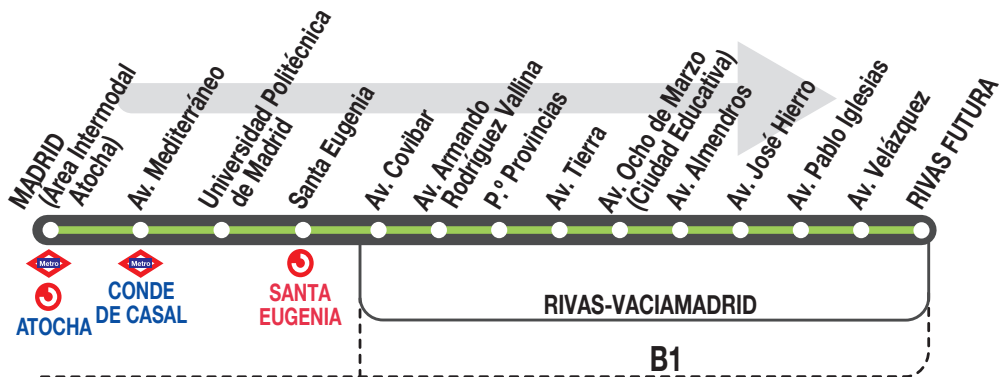 MADRID
(Área Intermodal
Atocha)
Av. Mediterráneo
Universidad Politécnica
de Madrid
Santa Eugenia
Av. Covibar
Av. Armando
Rodríguez Vallina
P.º Provincias
Av. Tierra
Av. Ocho de Marzo
(Ciudad Educativa)
Av. Almendros
Av. José Hierro
Av. Pablo Iglesias
Av. Velázquez
RIVAS FUTURA
Metro
Metro
ATOCHA
CONDE
DE CASAL
SANTA
EUGENIA
RIVAS-VACIAMADRID
B1